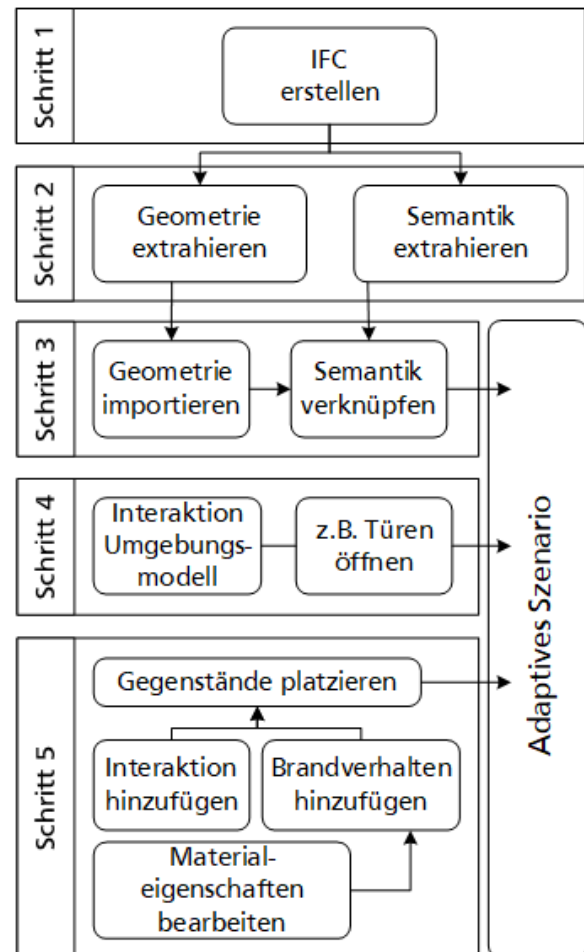 Schritt 1
IFC
erstellen
Schritt 2
Geometrie
extrahieren
Semantik
extrahieren
Schritt 3
Geometrie
importieren
Semantik
verknüpfen
Schritt 4
Interaktion
Umgebungs-
modell
z.B. Türen
öffnen
Schritt 5
Gegenstände platzieren
Interaktion
hinzufügen
Brandverhalten
hinzufügen
Material-
eigenschaften
bearbeiten
Adaptives Szenario